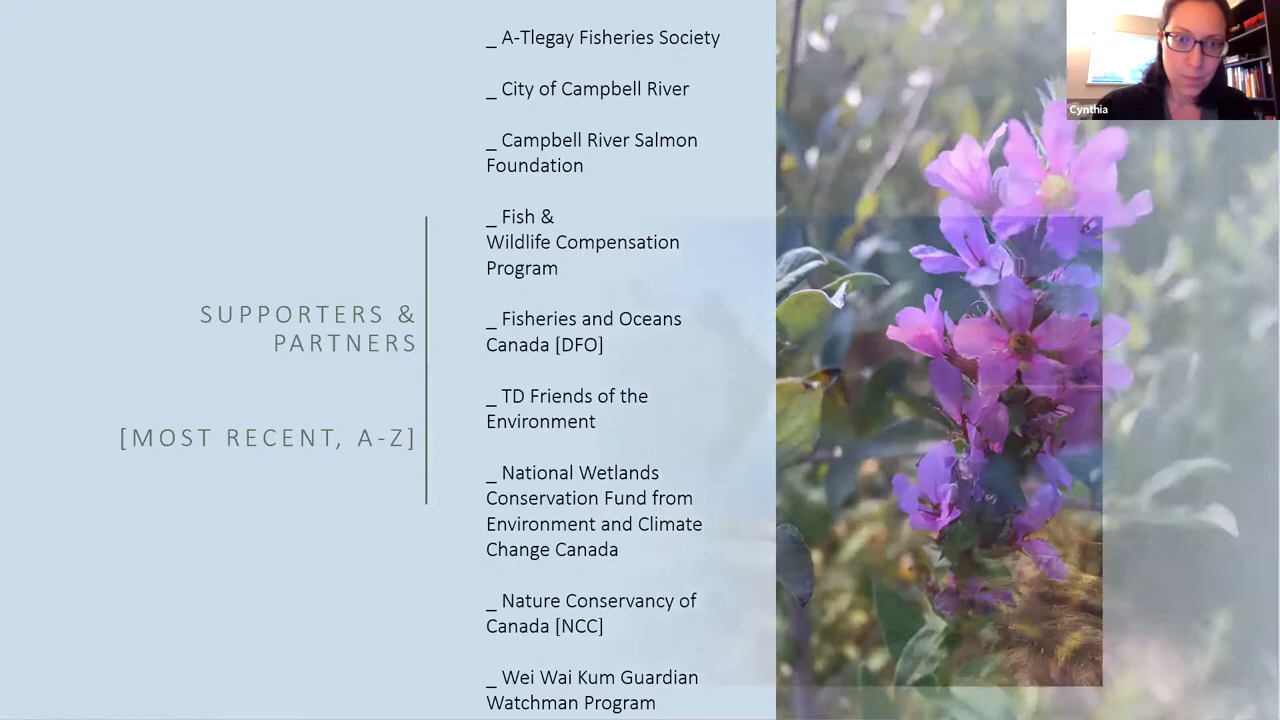 SUPPORTERS &
PARTNERS
[MOST RECENT, A-Z]
_ A-Tlegay Fisheries Society
_ City of Campbell River
_ Campbell River Salmon
Foundation
_ Fish &
Wildlife Compensation
Program
_ Fisheries and Oceans
Canada [DFO]
_ TD Friends of the
Environment
_ National Wetlands
Conservation Fund from
Environment and Climate
Change Canada
_ Nature Conservancy of
Canada [NCC]
_ Wei Wai Kum Guardian
Watchman Program
Cynthia